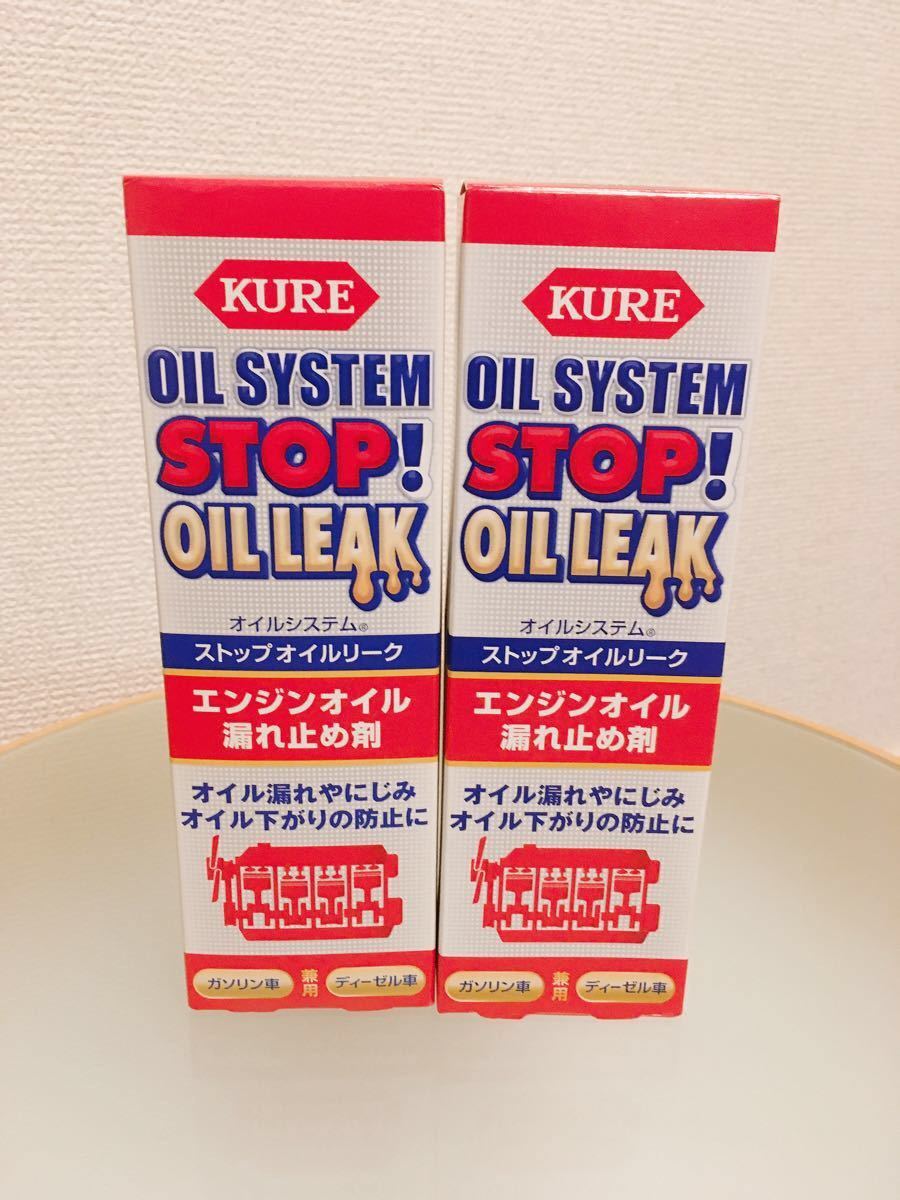 KURE
OIL SYSTEM
STOP!
OIL LEAK
オイルシステム®
ストップオイルリーク
エンジンオイル
漏れ止め剤
オイル漏れやにじみ
オイル下がりの防止に
ガソリン車 兼用 ディーゼル車
KURE
OIL SYSTEM
STOP!
OIL LEAK
オイルシステム®
ストップオイルリーク
エンジンオイル
漏れ止め剤
オイル漏れやにじみ
オイル下がりの防止に
ガソリン車 兼用 ディーゼル車